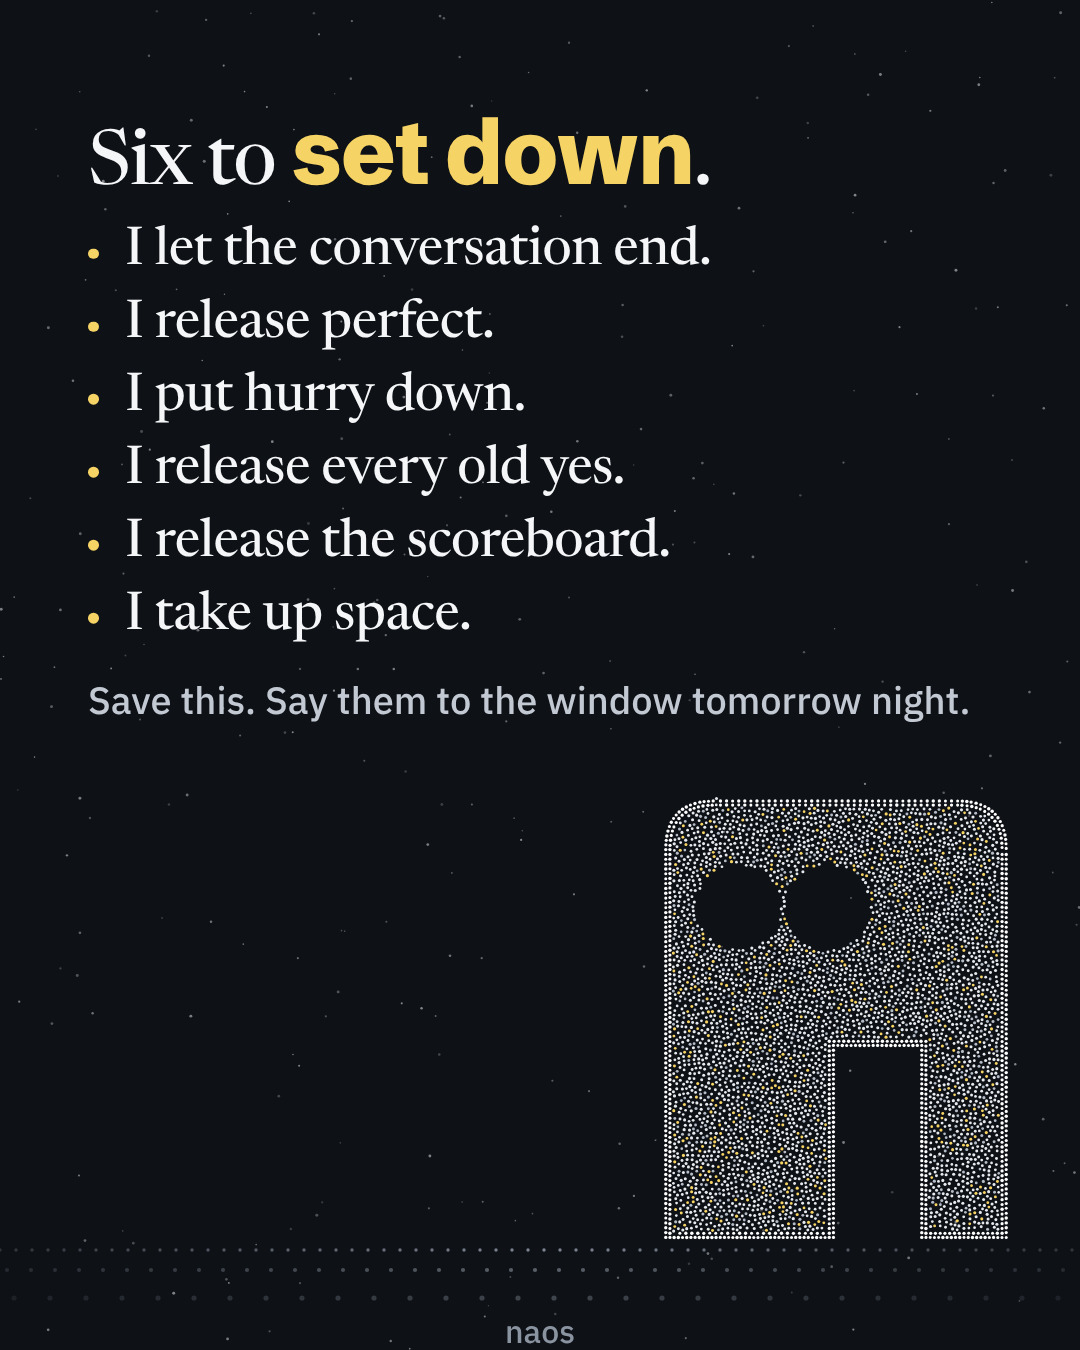 Six to set down.
• I let the conversation end.
• I release perfect.
• I put hurry down.
• I release every old yes.
• I release the scoreboard.
• I take up space.
Save this. Say them to the window tomorrow night.
naos